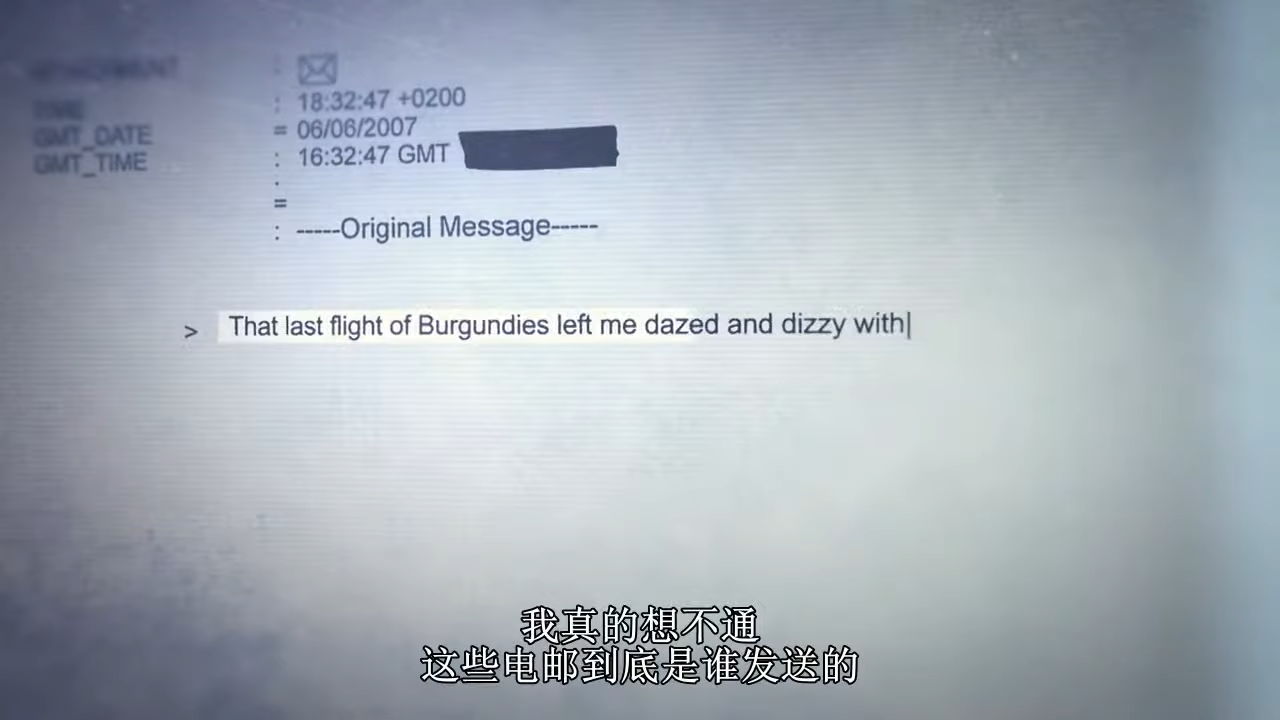 : 
TIME : 18:32:47 +0200
GMT_DATE = 06/06/2007
GMT_TIME : 16:32:47 GMT
:
=
: -----Original Message-----
> That last flight of Burgundies left me dazed and dizzy with|
我真的想不通
这些电邮到底是谁发送的